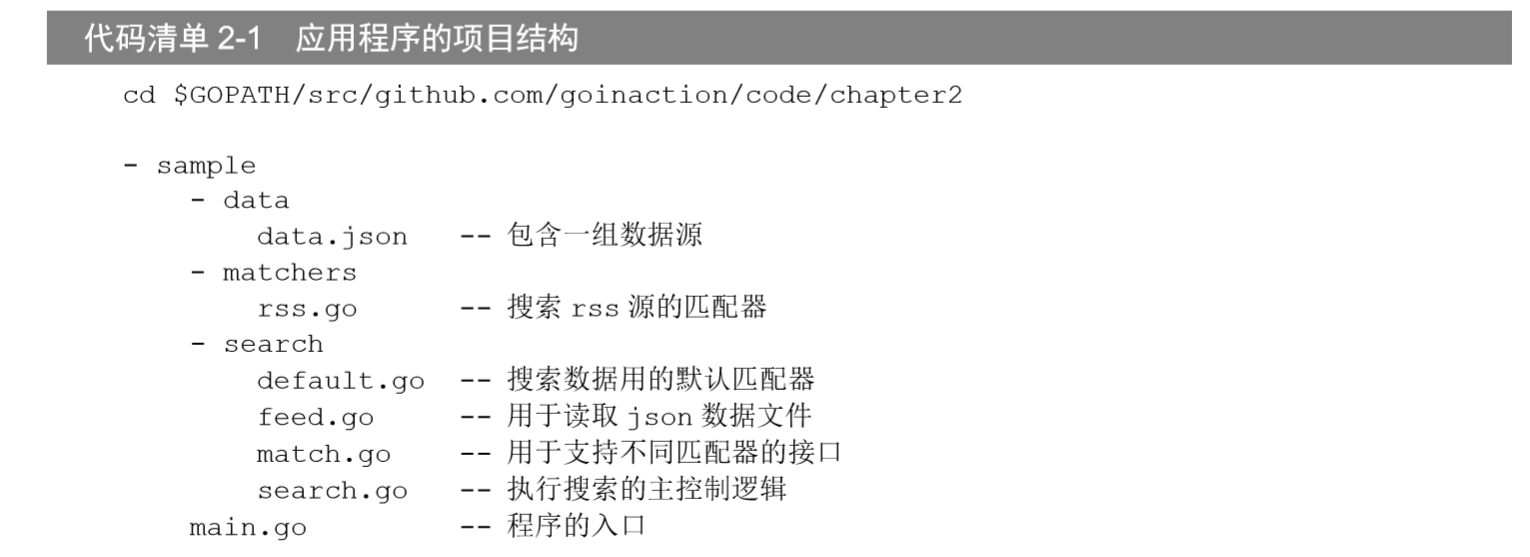 代码清单 2-1 应用程序的项目结构
cd $GOPATH/src/github.com/goinaction/code/chapter2
- sample
- data
data.json -- 包含一组数据源
- matchers
rss.go -- 搜索 rss 源的匹配器
- search
default.go -- 搜索数据用的默认匹配器
feed.go -- 用于读取 json 数据文件
match.go -- 用于支持不同匹配器的接口
search.go -- 执行搜索的主控制逻辑
main.go -- 程序的入口